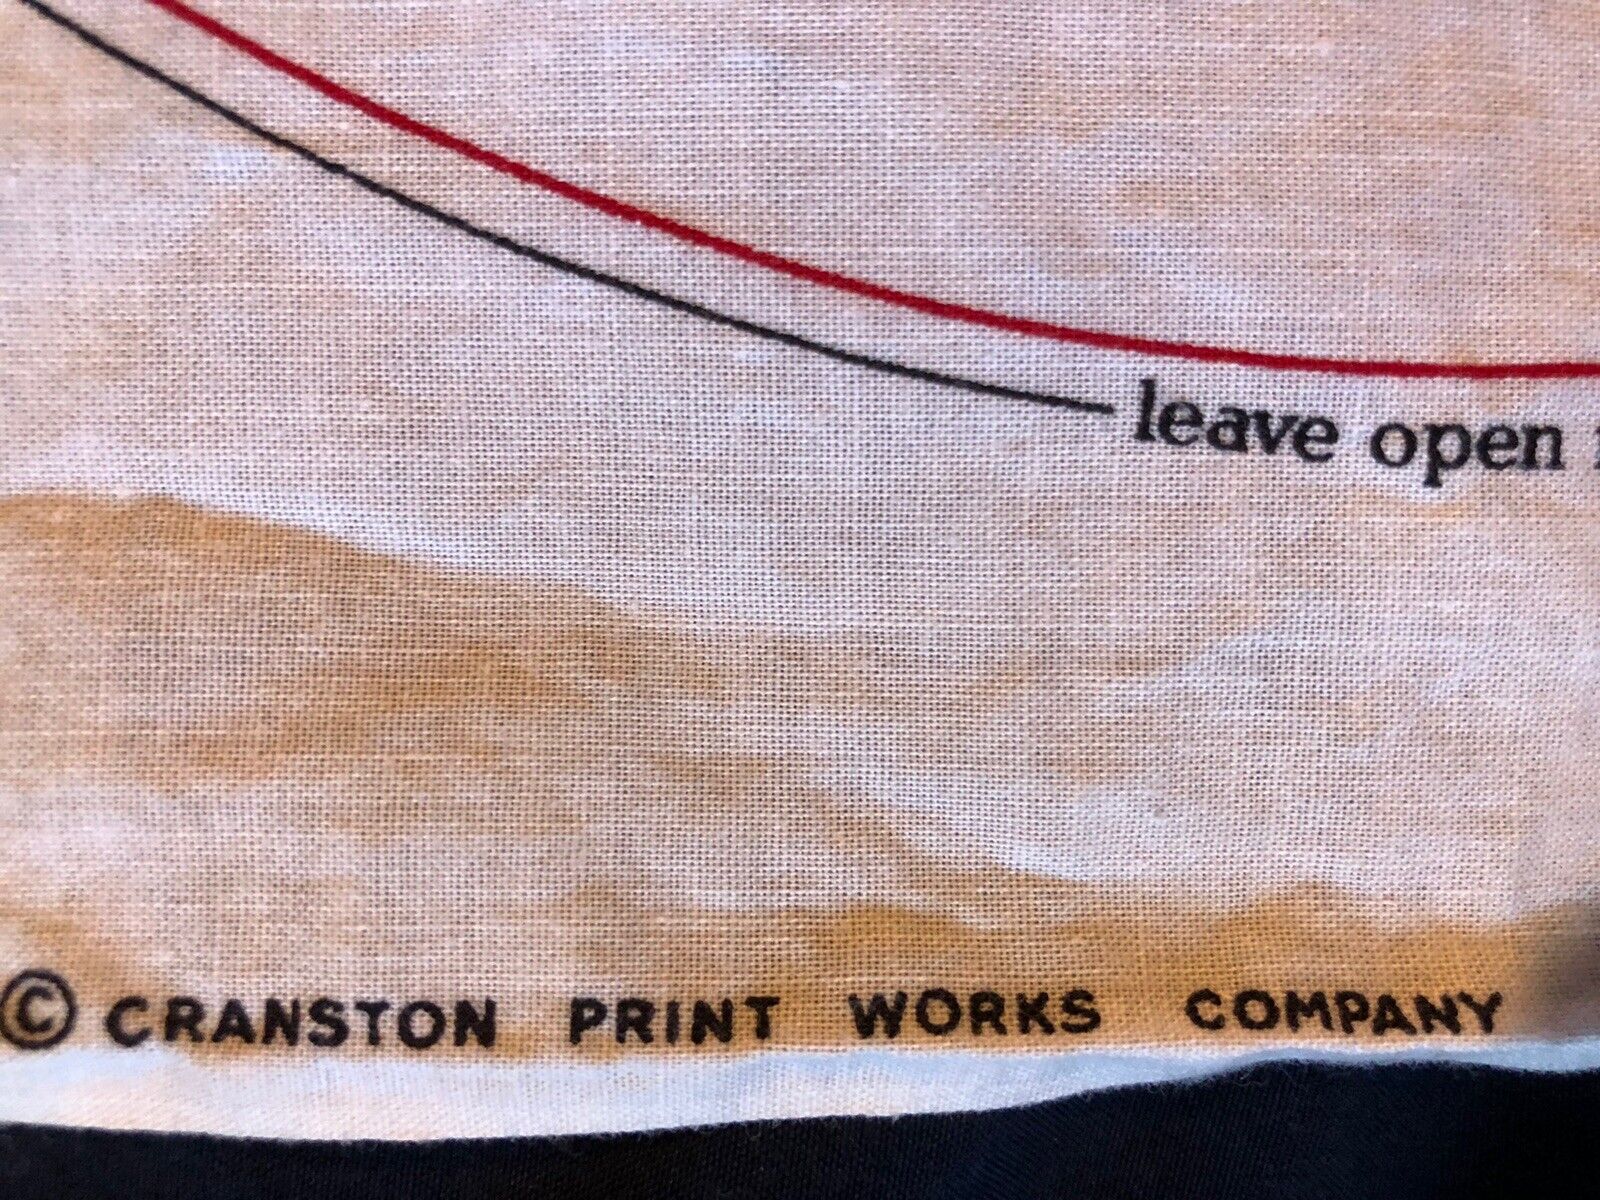 leave open
© CRANSTON PRINT WORKS COMPANY